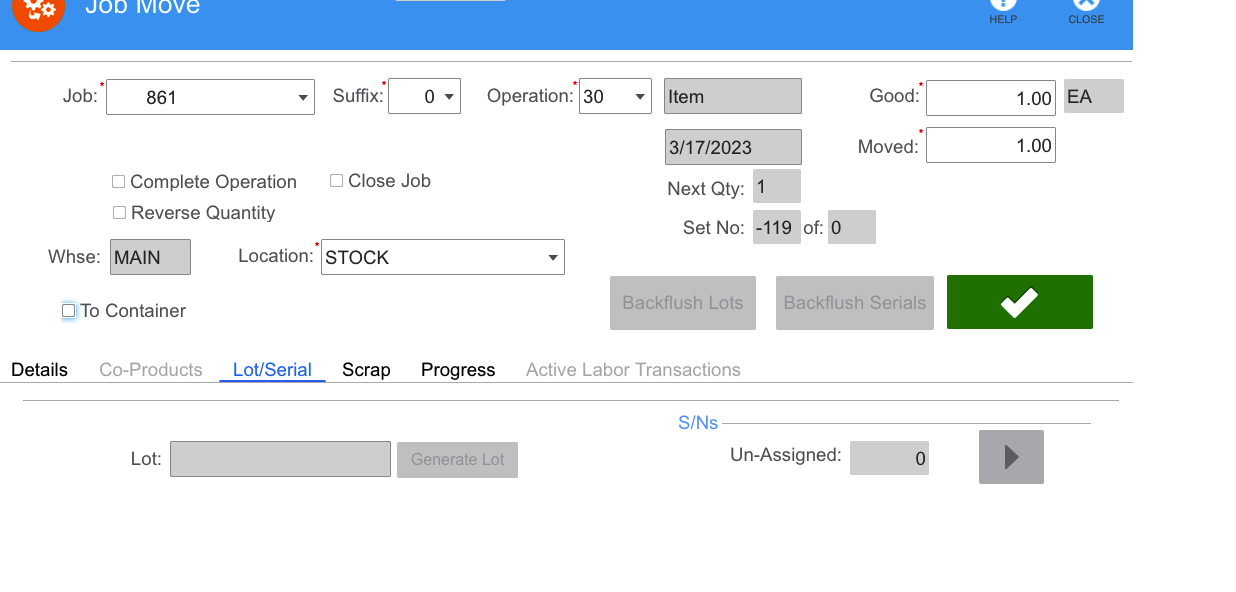 Job Move
HELP CLOSE
Job:* 861 Suffix:* 0 Operation:* 30 Item Good:* 1.00 EA
3/17/2023 Moved:* 1.00
Complete Operation Close Job Next Qty: 1
Reverse Quantity Set No: -119 of: 0
Whse: MAIN Location:* STOCK
To Container Backflush Lots Backflush Serials
Details Co-Products Lot/Serial Scrap Progress Active Labor Transactions
S/Ns
Lot: Generate Lot Un-Assigned: 0